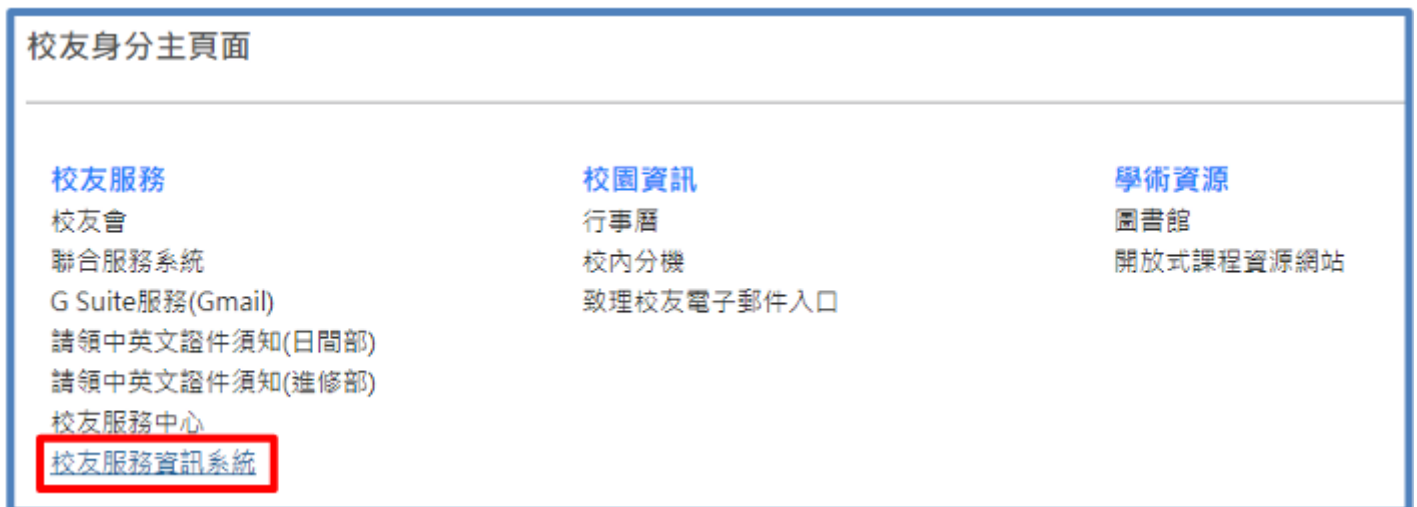 校友身分主頁面
校友服務
校友會
聯合服務系統
G Suite服務(Gmail)
請領中英文證件須知(日間部)
請領中英文證件須知(進修部)
校友服務中心
校友服務資訊系統
校園資訊
行事曆
校內分機
致理校友電子郵件入口
學術資源
圖書館
開放式課程資源網站